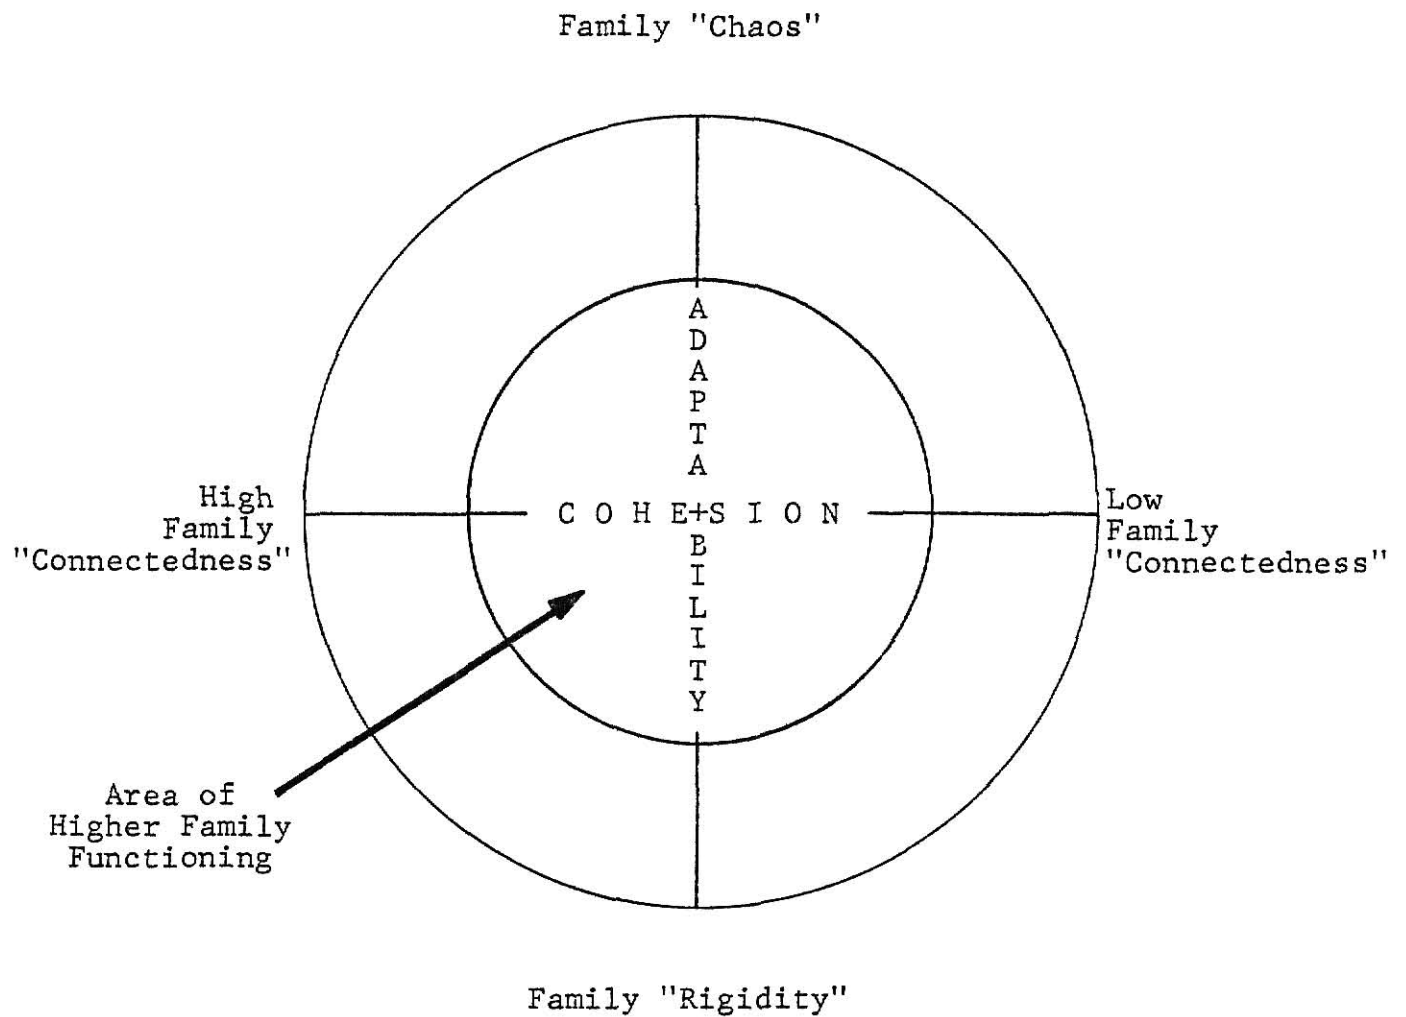 Family "Chaos"
A
D
A
P
T
A
High
Family
"Connectedness"
C O H E+S I O N
Low
Family
"Connectedness"
B
I
L
I
T
Y
Area of
Higher Family
Functioning
Family "Rigidity"